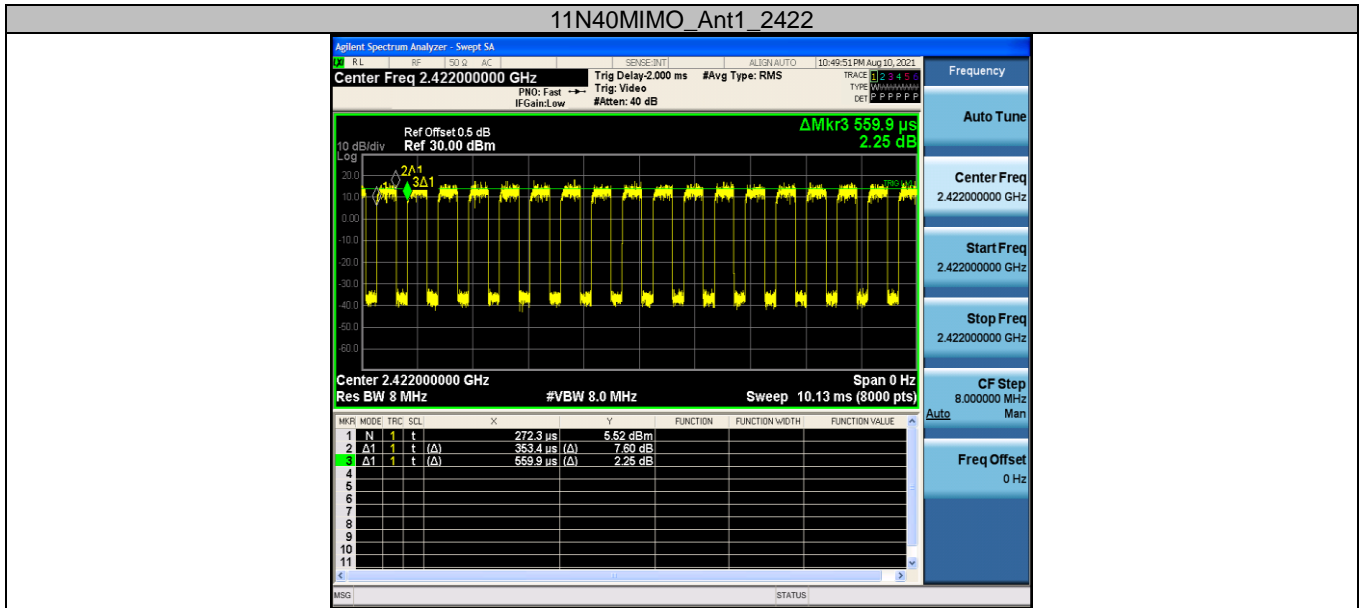 11N40MIMO_Ant1_2422
Agilent Spectrum Analyzer - Swept SA
RL RF 50 Ω AC SENSE:INT ALIGN AUTO 10:49:51 PM Aug 10, 2021
Center Freq 2.422000000 GHz
PNO: Fast
IFGain:Low
Trig Delay-2.000 ms
Trig: Video
#Atten: 40 dB
#Avg Type: RMS
TRACE 1 2 3 4 5 6
TYPE
DET P P P P P P
ΔMkr3 559.9 µs
2.25 dB
Ref Offset 0.5 dB
10 dB/div Ref 30.00 dBm
Log
2Δ1
3Δ1
1
20.0
10.0
0.00
-10.0
-20.0
-30.0
-40.0
-50.0
-60.0
Center 2.422000000 GHz Span 0 Hz
Res BW 8 MHz #VBW 8.0 MHz Sweep 10.13 ms (8000 pts)
MKR MODE TRC SCL X Y FUNCTION FUNCTION WIDTH FUNCTION VALUE
1 N 1 t 272.3 µs 5.52 dBm
2 Δ1 1 t (Δ) 353.4 µs (Δ) 7.60 dB
3 Δ1 1 t (Δ) 559.9 µs (Δ) 2.25 dB
4
5
6
7
8
9
10
11
MSG STATUS
Frequency
Auto Tune
Center Freq
2.422000000 GHz
Start Freq
2.422000000 GHz
Stop Freq
2.422000000 GHz
CF Step
8.000000 MHz
Auto Man
Freq Offset
0 Hz